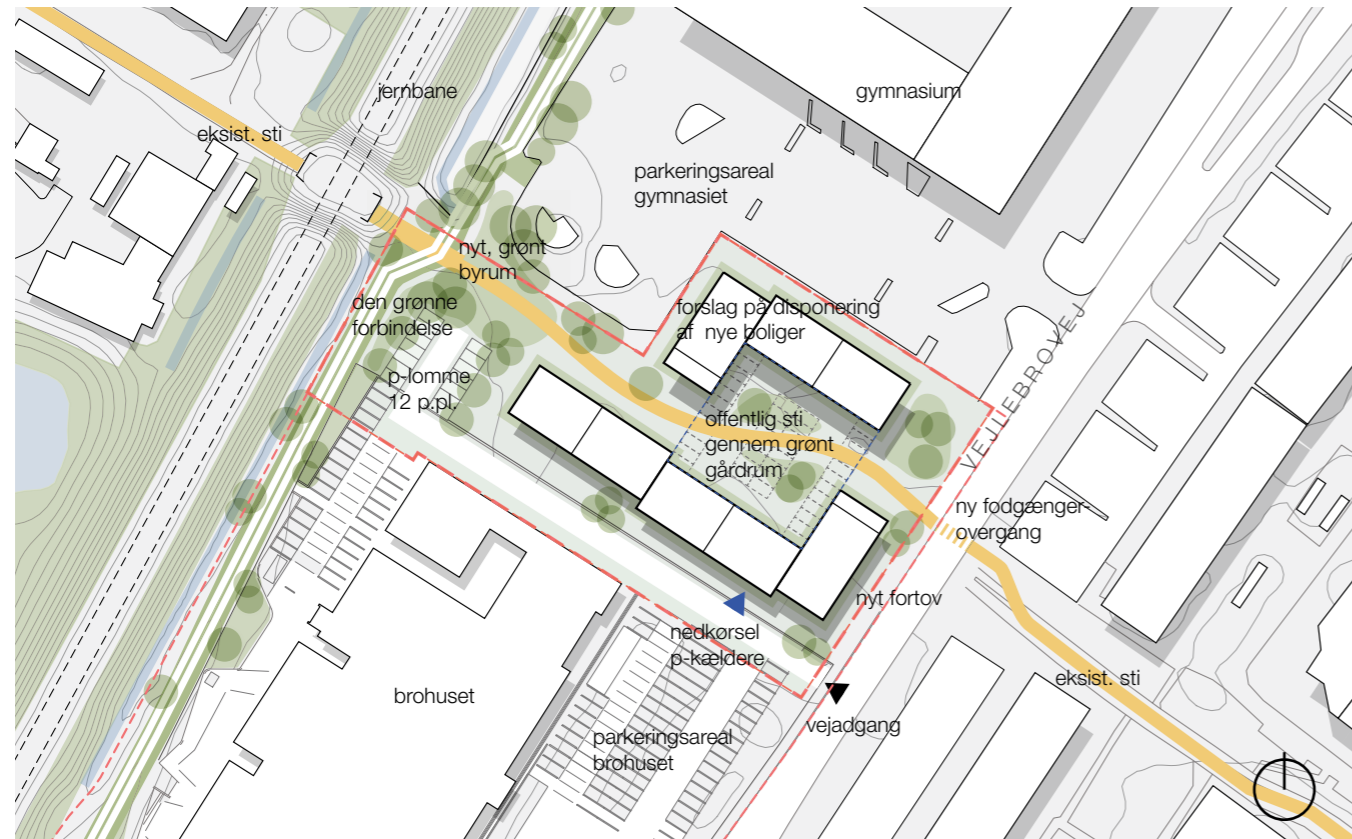 jernbane
gymnasium
eksist. sti
parkeringsareal
gymnasiet
nyt, grønt
byrum
den grønne
forbindelse
forslag på disponering
af nye boliger
p-lomme
12 p.pl.
offentlig sti
gennem grønt
gårdrum
VEJLEBROVEJ
ny fodgænger-
overgang
nyt fortov
nedkørsel
p-kældere
eksist. sti
brohuset
vejadgang
parkeringsareal
brohuset